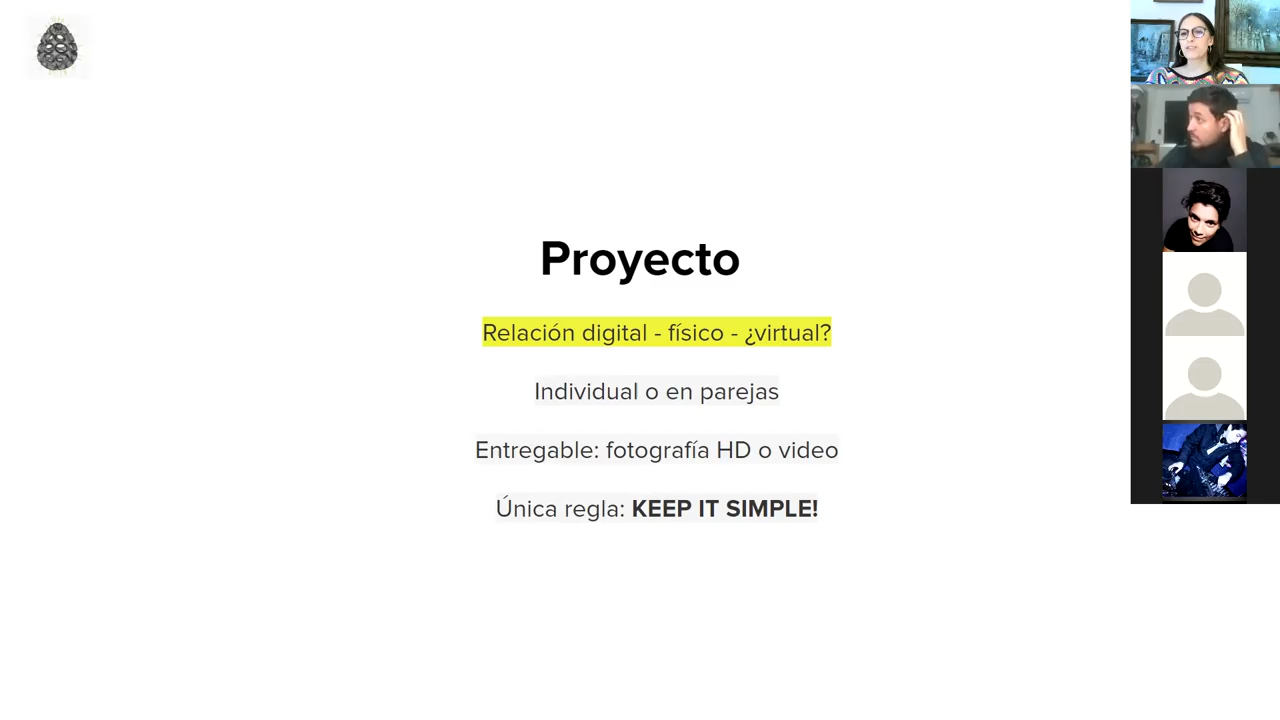 Proyecto
Relación digital - físico - ¿virtual?
Individual o en parejas
Entregable: fotografía HD o video
Única regla: KEEP IT SIMPLE!